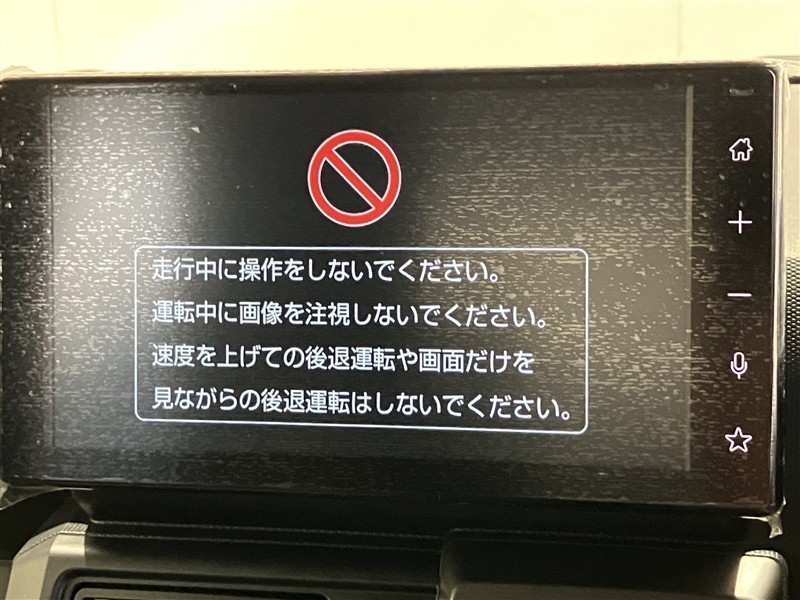 走行中に操作をしないでください。
運転中に画像を注視しないでください。
速度を上げての後退運転や画面だけを
見ながらの後退運転はしないでください。